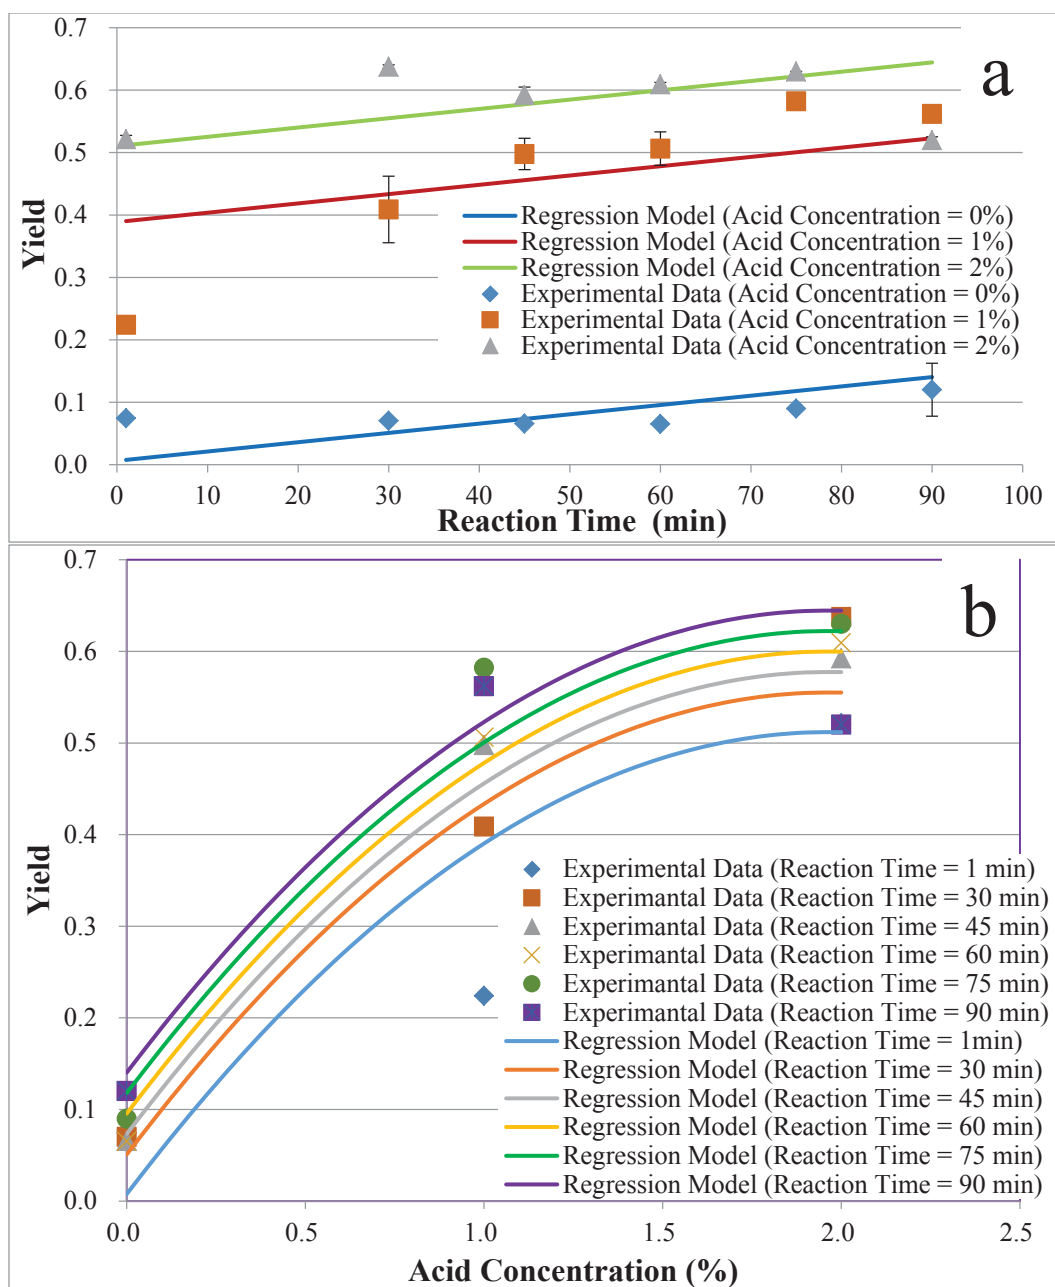 0.7
0.6
0.5
0.4
0.3
0.2
0.1
0.0
Yield
a
Regression Model (Acid Concentration = 0%)
Regression Model (Acid Concentration = 1%)
Regression Model (Acid Concentration = 2%)
Experimental Data (Acid Concentration = 0%)
Experimental Data (Acid Concentration = 1%)
Experimental Data (Acid Concentration = 2%)
0 10 20 30 40 50 60 70 80 90 100
Reaction Time (min)
0.7
0.6
0.5
0.4
0.3
0.2
0.1
0.0
Yield
b
Experimental Data (Reaction Time = 1 min)
Experimantal Data (Reaction Time = 30 min)
Experimantal Data (Reaction Time = 45 min)
Experimantal Data (Reaction Time = 60 min)
Experimantal Data (Reaction Time = 75 min)
Experimantal Data (Reaction Time = 90 min)
Regression Model (Reaction Time = 1min)
Regression Model (Reaction Time = 30 min)
Regression Model (Reaction Time = 45 min)
Regression Model (Reaction Time = 60 min)
Regression Model (Reaction Time = 75 min)
Regression Model (Reaction Time = 90 min)
0.0 0.5 1.0 1.5 2.0 2.5
Acid Concentration (%)